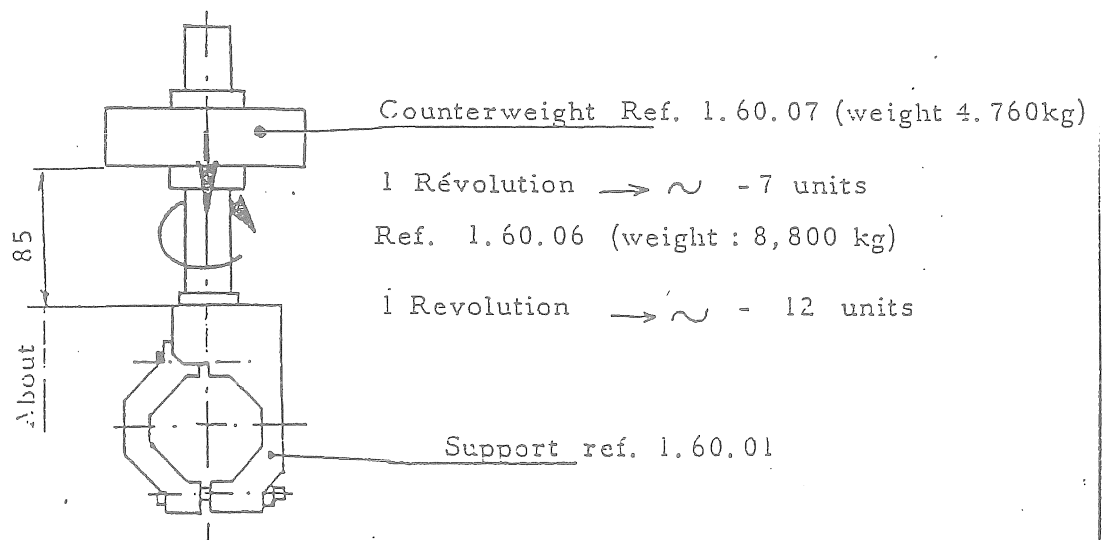 Counterweight Ref. 1.60.07 (weight 4.760kg)
1 Révolution → ~ - 7 units
Ref. 1.60.06 (weight : 8,800 kg)
1 Revolution → ~ - 12 units
85
About
Support ref. 1.60.01